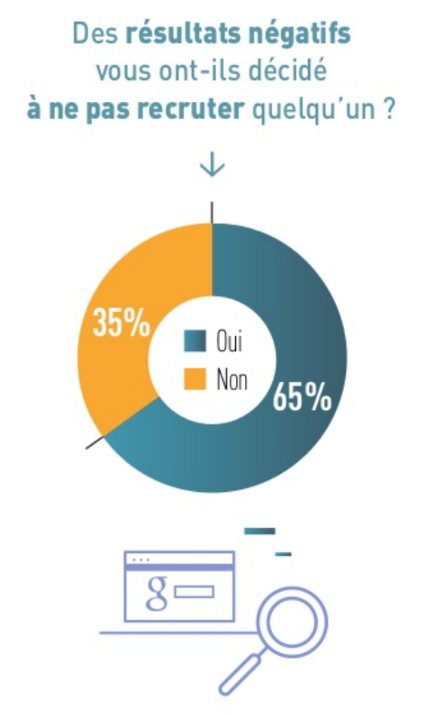 Des résultats négatifs
vous ont-ils décidé
à ne pas recruter quelqu'un ?
35%
Oui
Non
65%
g